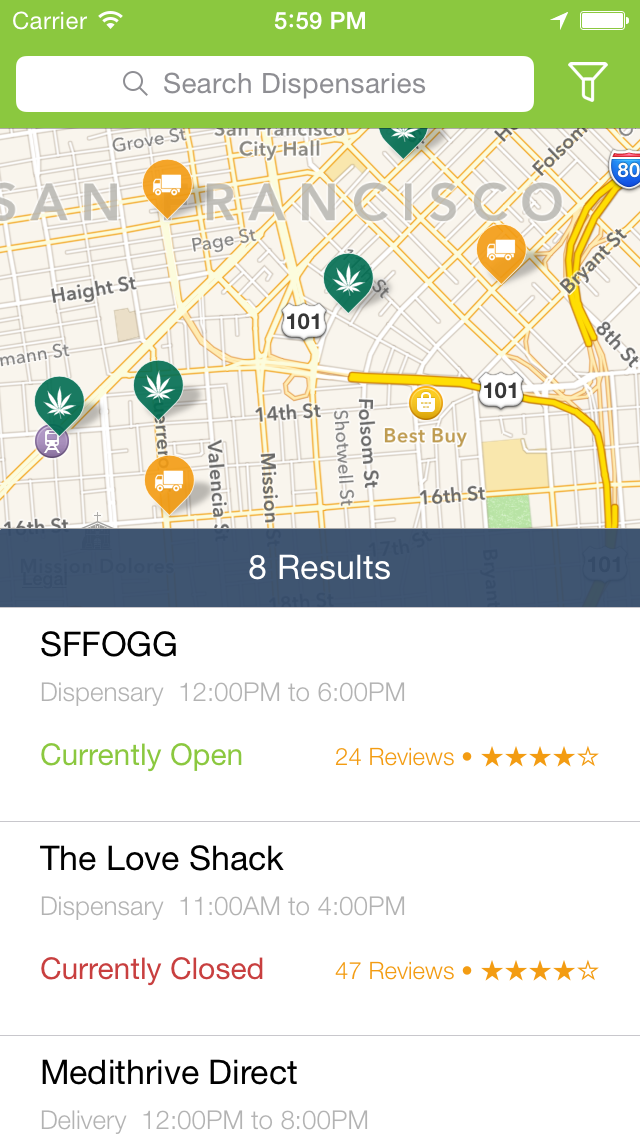 Carrier 5:59 PM
Search Dispensaries
Grove St
San Francisco
City Hall
Folsom
80
SAN FRANCISCO
Page St
Bryant St
Haight St
St
101
8th St
mann St
101
14th St
Best Buy
Folsom St
Shotwell St
Valencia St
Mission St
16th St
16th St
17th St
Mission Dolores
Legal
Bryant
101
18th St
8 Results
SFFOGG
Dispensary 12:00PM to 6:00PM
Currently Open 24 Reviews • ★★★★☆
The Love Shack
Dispensary 11:00AM to 4:00PM
Currently Closed 47 Reviews • ★★★★☆
Medithrive Direct
Delivery 12:00PM to 8:00PM